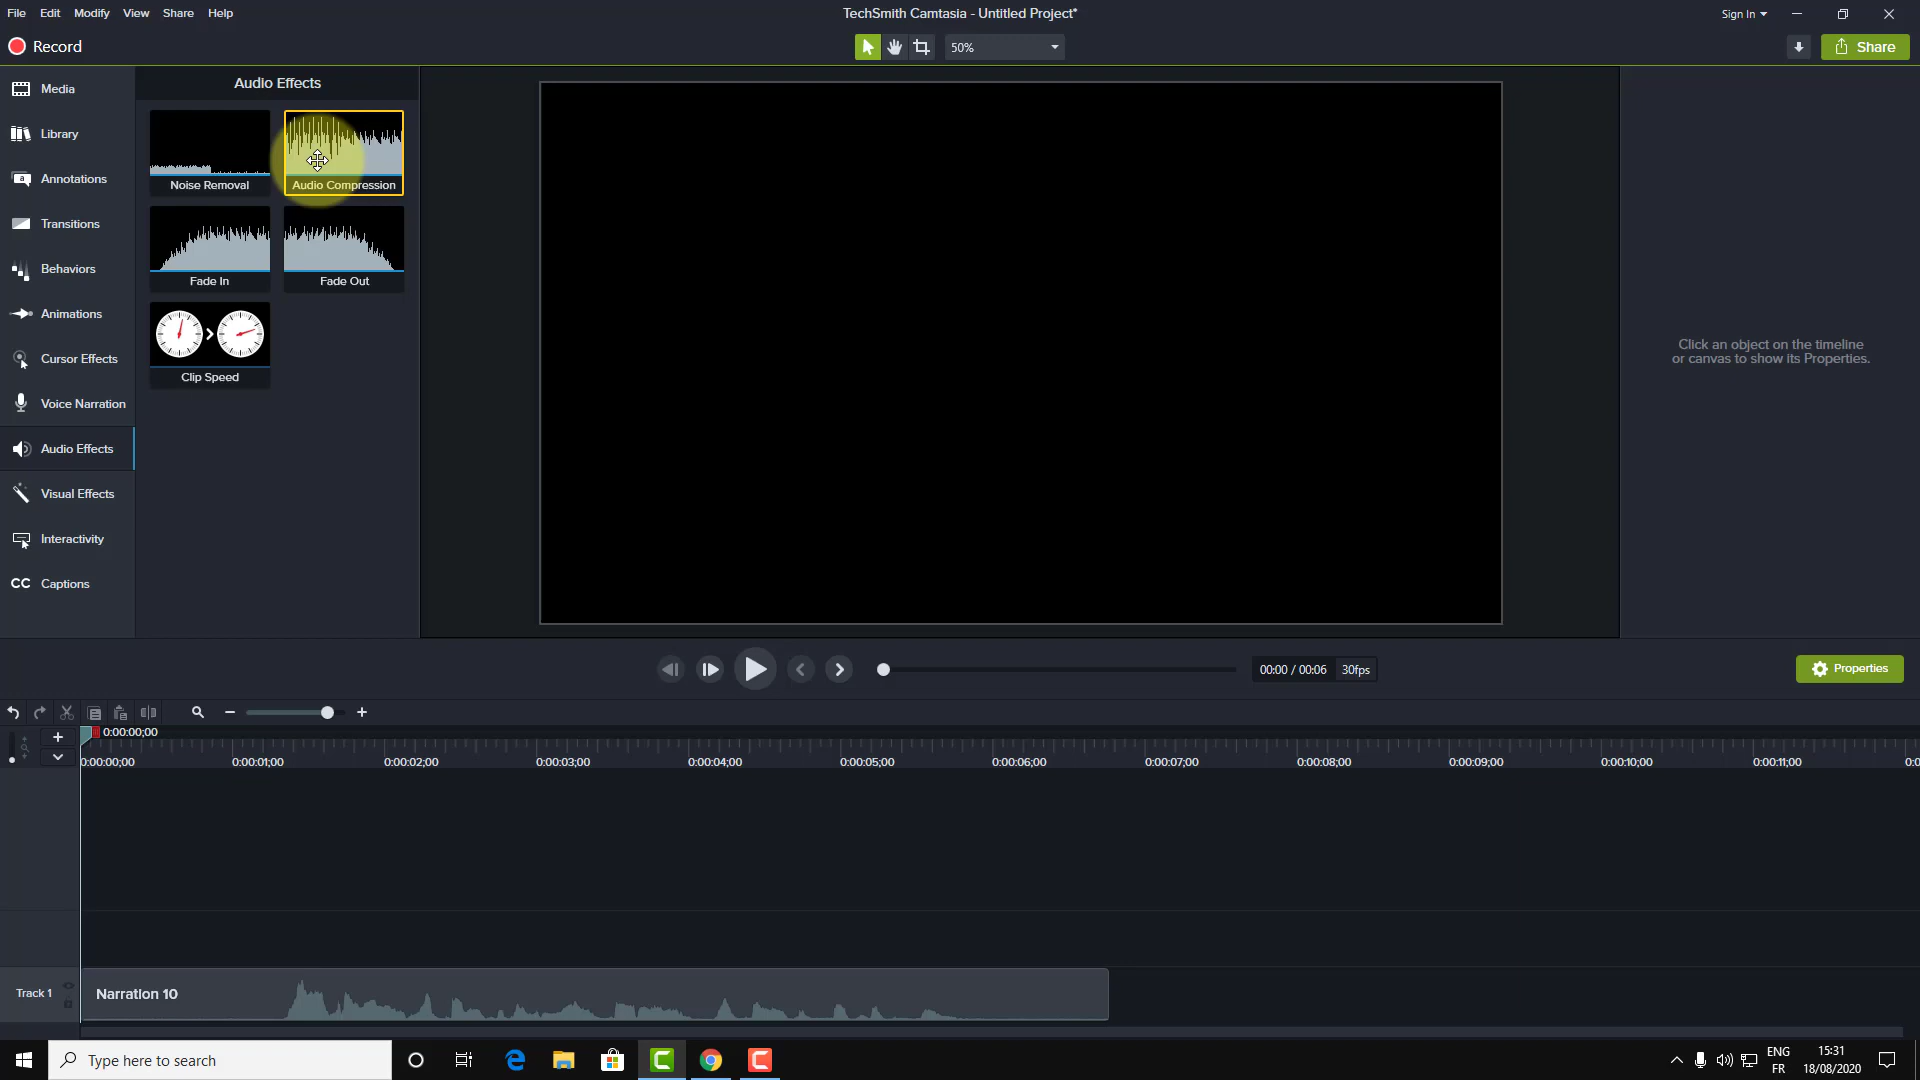 File Edit Modify View Share Help
TechSmith Camtasia - Untitled Project*
Sign In
Record
50%
Share
Media
Library
Annotations
Transitions
Behaviors
Animations
Cursor Effects
Voice Narration
Audio Effects
Visual Effects
Interactivity
CC Captions
Audio Effects
Noise Removal
Audio Compression
Fade In
Fade Out
Clip Speed
Click an object on the timeline
or canvas to show its Properties.
00:00 / 00:06
30fps
Properties
0:00:00;00
0:00:00;00 0:00:01;00 0:00:02;00 0:00:03;00 0:00:04;00 0:00:05;00 0:00:06;00 0:00:07;00 0:00:08;00 0:00:09;00 0:00:10;00 0:00:11;00 0:0
Track 1
Narration 10
Type here to search
ENG
FR
15:31
18/08/2020